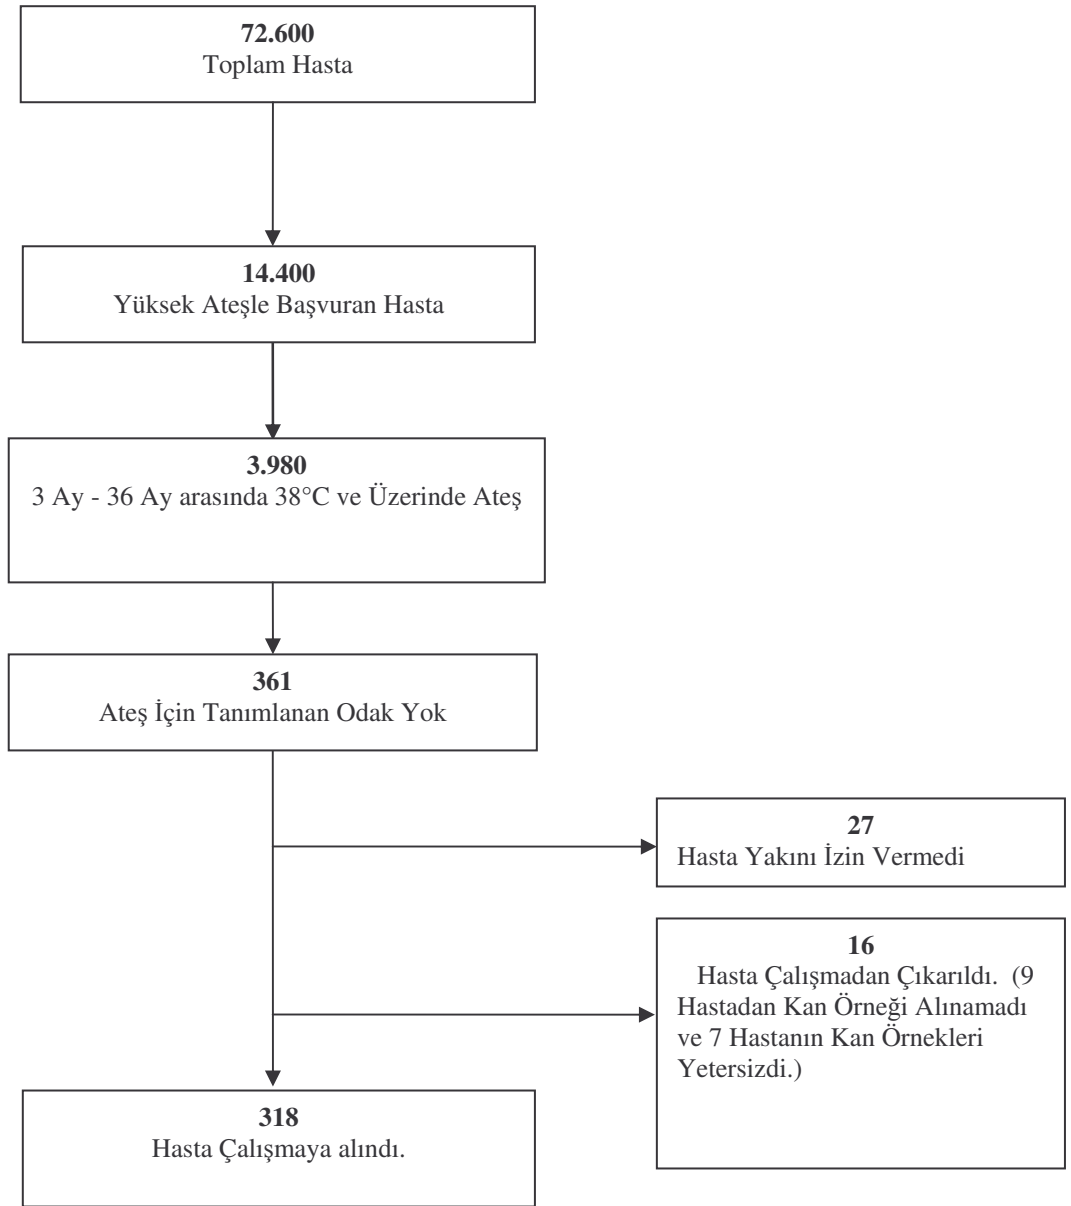 72.600
Toplam Hasta
14.400
Yüksek Ateşle Başvuran Hasta
3.980
3 Ay - 36 Ay arasında 38°C ve Üzerinde Ateş
361
Ateş İçin Tanımlanan Odak Yok
27
Hasta Yakını İzin Vermedi
16
Hasta Çalışmadan Çıkarıldı. (9
Hastadan Kan Örneği Alınamadı
ve 7 Hastanın Kan Örnekleri
Yetersizdi.)
318
Hasta Çalışmaya alındı.